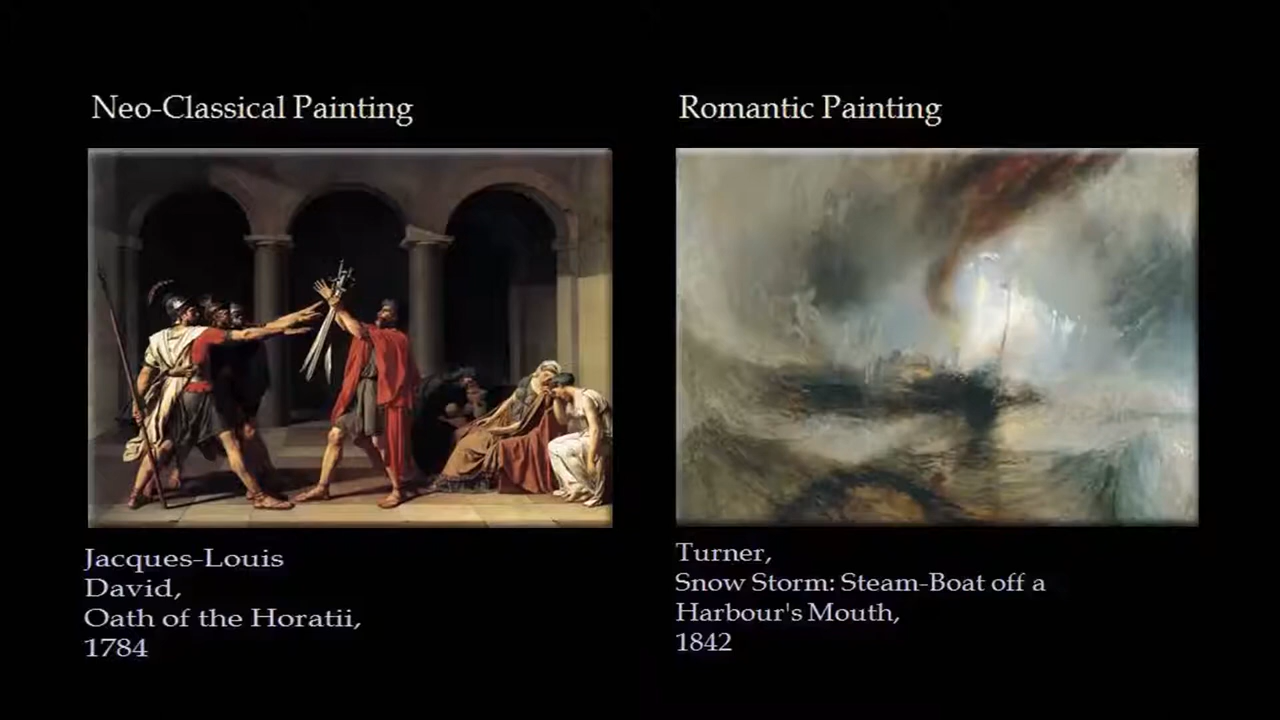 Neo-Classical Painting
Jacques-Louis
David,
Oath of the Horatii,
1784
Romantic Painting
Turner,
Snow Storm: Steam-Boat off a
Harbour's Mouth,
1842